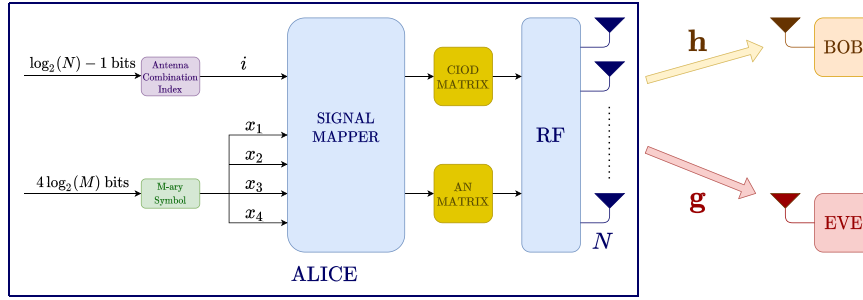 log₂(N) − 1 bits
Antenna
Combination
Index
i
4 log₂(M) bits
M-ary
Symbol
x₁
x₂
x₃
x₄
SIGNAL
MAPPER
CIOD
MATRIX
AN
MATRIX
RF
N
ALICE
h
g
BOB
EVE